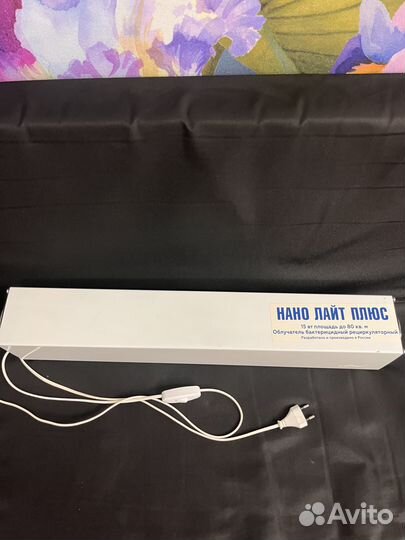 НАНО ЛАЙТ ПЛЮС
15 вт площадь до 80 кв. м
Облучатель бактерицидный рециркуляторный
Разработано и произведено в России
Avito